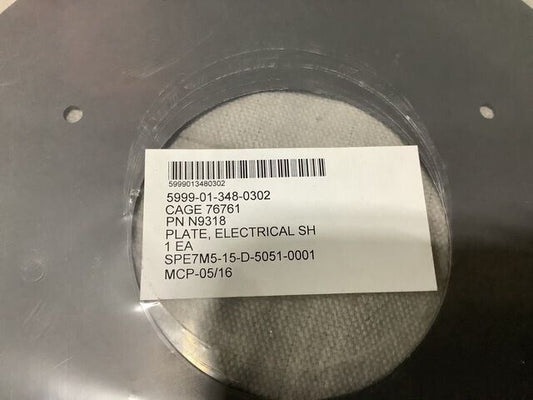 5999013480302
5999-01-348-0302
CAGE 76761
PN N9318
PLATE, ELECTRICAL SH
1 EA
SPE7M5-15-D-5051-0001
MCP-05/16